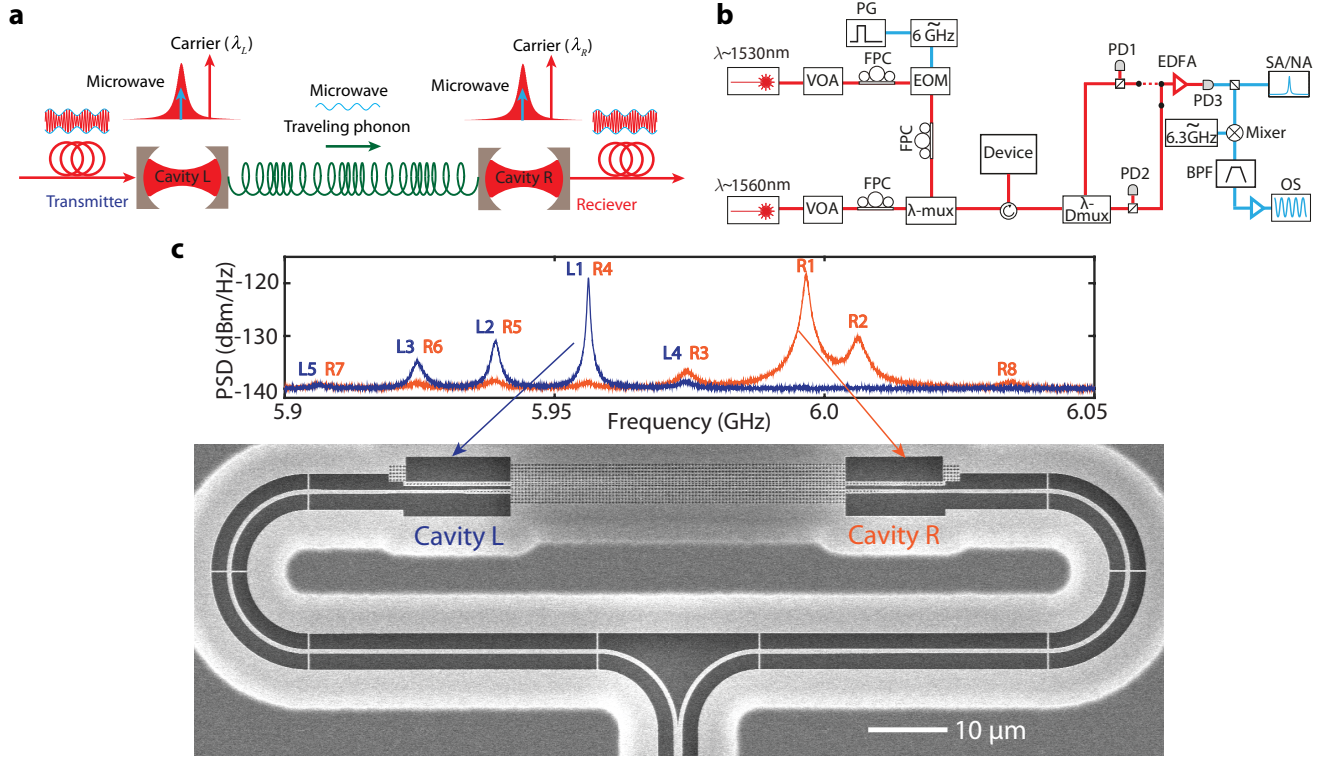 a
Carrier (λL)
Carrier (λR)
Microwave
Microwave
Microwave
Traveling phonon
Cavity L
Cavity R
Transmitter
Reciever
b
PG
6 GHz
~
λ~1530nm
FPC
VOA
EOM
FPC
Device
λ~1560nm
FPC
VOA
λ-mux
λ-
Dmux
PD1
EDFA
SA/NA
PD3
~
6.3GHz
Mixer
PD2
BPF
OS
c
PSD (dBm/Hz)
-120
-130
-140
L1 R4
R1
L2 R5
R2
L3 R6
L4 R3
L5 R7
R8
5.9
5.95
6.0
6.05
Frequency (GHz)
Cavity L
Cavity R
10 μm